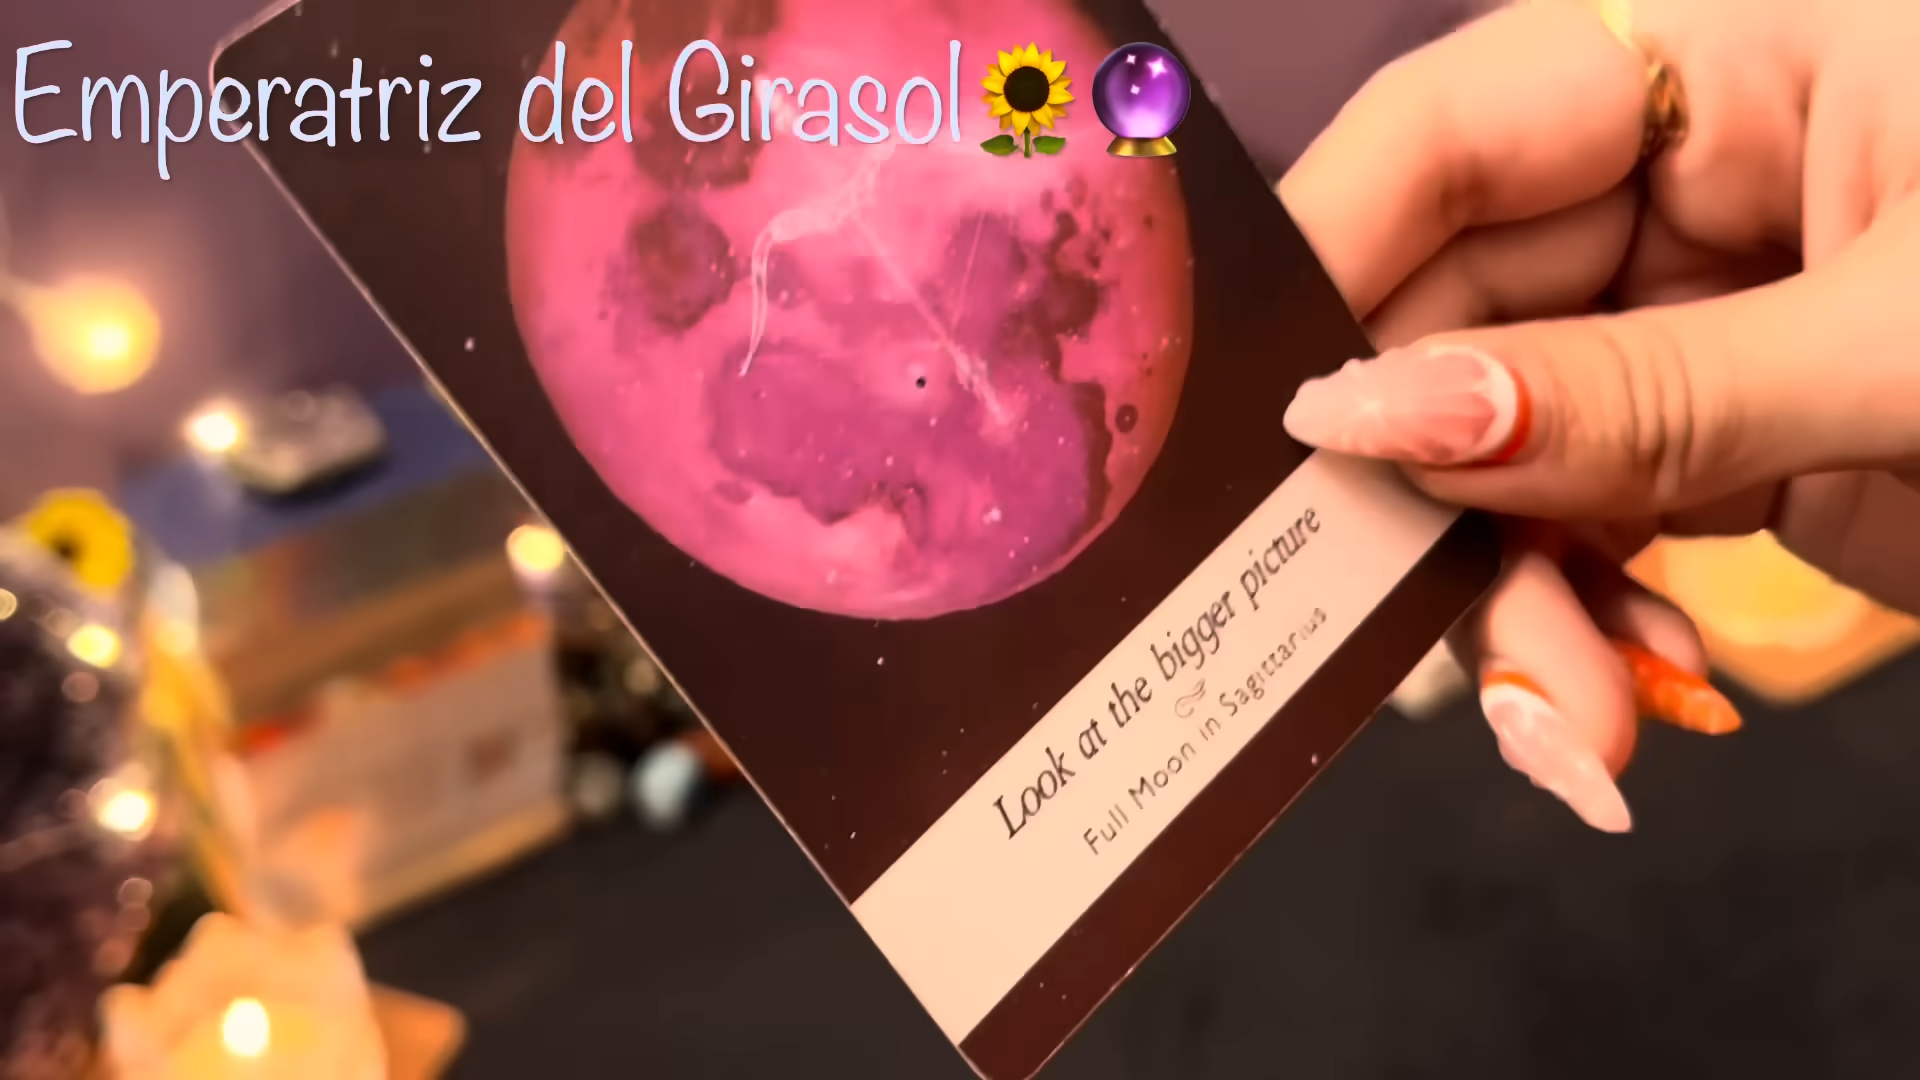 Emperatriz del Girasol🌻🔮
Look at the bigger picture
Full Moon in Sagittarius